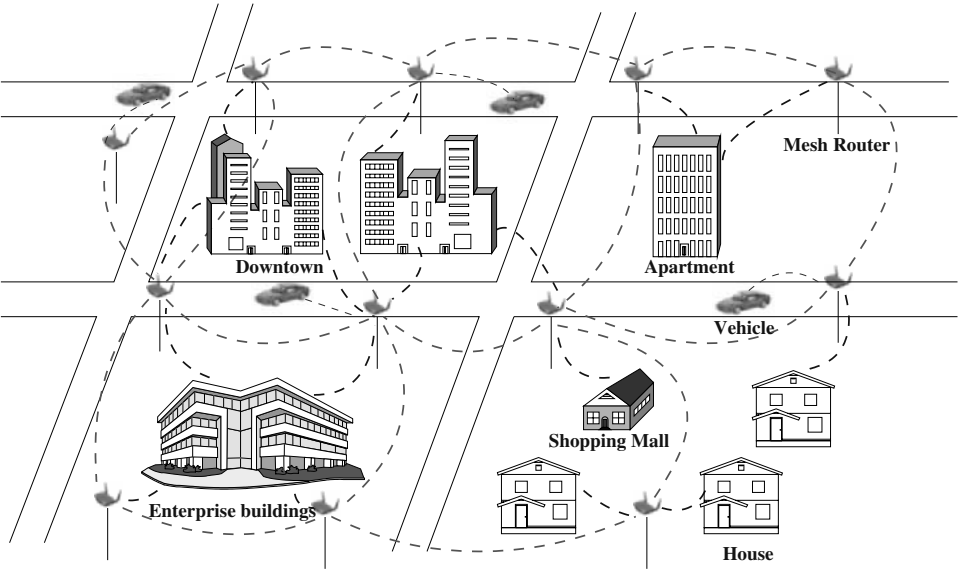 Mesh Router
Downtown
Apartment
Vehicle
Shopping Mall
Enterprise buildings
House